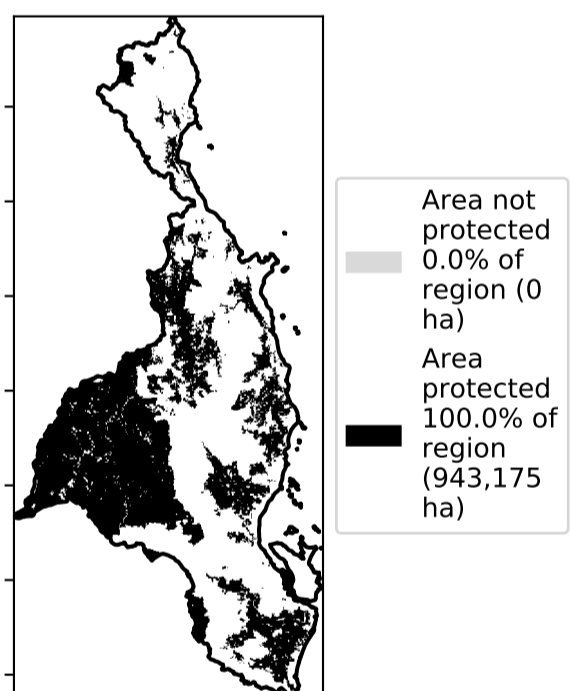 Area not
protected
0.0% of
region (0
ha)
Area
protected
100.0% of
region
(943,175
ha)